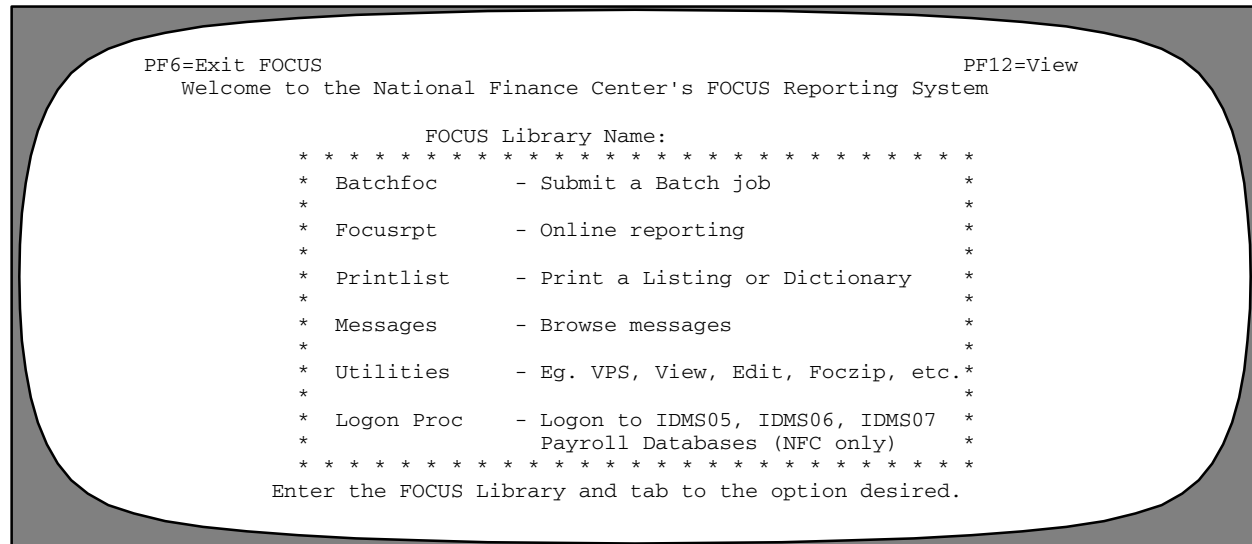 PF6=Exit FOCUS PF12=View
Welcome to the National Finance Center's FOCUS Reporting System
FOCUS Library Name:
* * * * * * * * * * * * * * * * * * * * * * * * * * *
* Batchfoc - Submit a Batch job *
* *
* Focusrpt - Online reporting *
* *
* Printlist - Print a Listing or Dictionary *
* *
* Messages - Browse messages *
* *
* Utilities - Eg. VPS, View, Edit, Foczip, etc.*
* *
* Logon Proc - Logon to IDMS05, IDMS06, IDMS07 *
* Payroll Databases (NFC only) *
* * * * * * * * * * * * * * * * * * * * * * * * * * *
Enter the FOCUS Library and tab to the option desired.